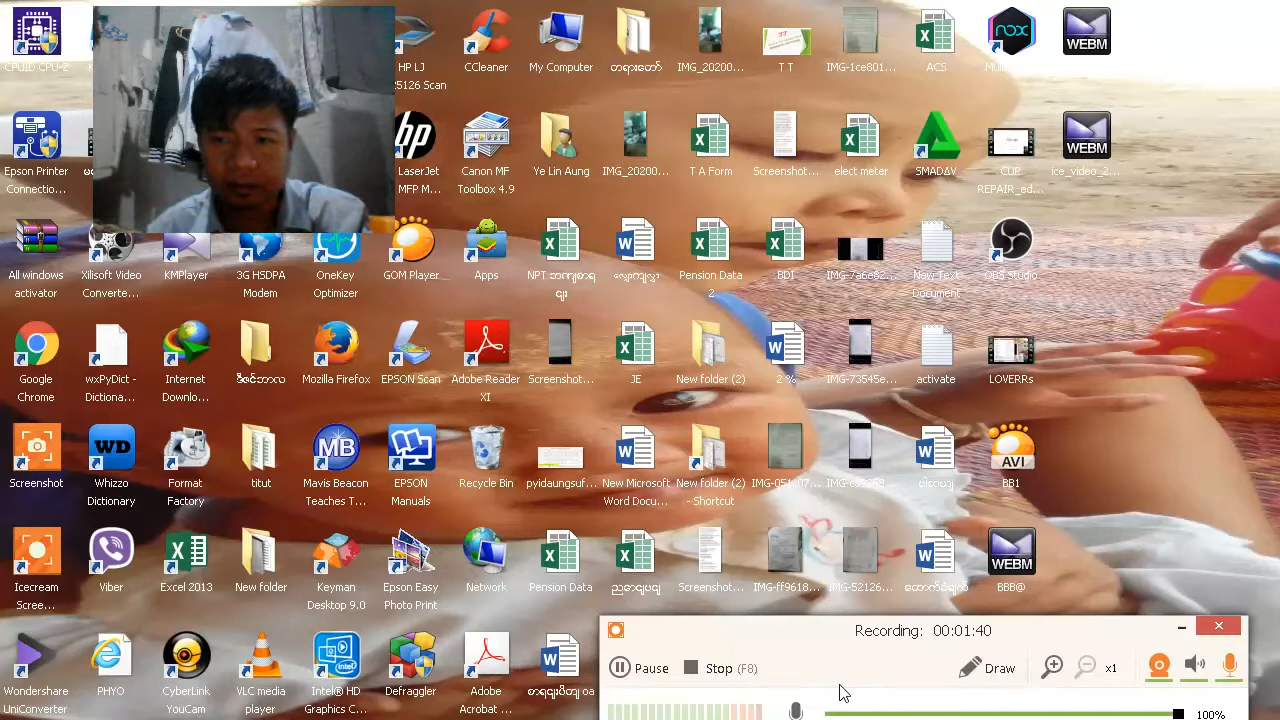 CPUID CPU-Z
HP LJ
5126 Scan
CCleaner
My Computer
တရားတော်
IMG_20200...
T T
IMG-1ce801...
ACS
WEBM
Epson Printer
Connectio...
LaserJet
MFP M...
Canon MF
Toolbox 4.9
Ye Lin Aung
IMG_20200...
T A Form
Screenshot...
elect meter
SMADΔV
CUP
REPAIR_ed...
WEBM
ice_video_2...
All windows
activator
Xilisoft Video
Converte...
KMPlayer
3G HSDPA
Modem
OneKey
Optimizer
GOM Player
Apps
Pension Data
2
BDI
IMG-7a6e82...
New Text
Document
OBS Studio
Google
Chrome
wxPyDict -
Dictiona...
Internet
Downlo...
Mozilla Firefox
EPSON Scan
Adobe Reader
XI
Screenshot...
JE
New folder (2)
2 %
IMG-73545e...
activate
LOVERRs
Screenshot
WD
Whizzo
Dictionary
Format
Factory
titut
MB
Mavis Beacon
Teaches T...
EPSON
Manuals
Recycle Bin
pyidaungsuf...
New Microsoft
Word Docu...
New folder (2)
- Shortcut
AVI
BB1
Icecream
Scree...
Viber
Excel 2013
New folder
Keyman
Desktop 9.0
Epson Easy
Photo Print
Network
Pension Data
Screenshot...
IMG-ff9618...
IMG-52126...
WEBM
BBB@
Wondershare
UniConverter
PHYO
CyberLink
YouCam
VLC media
player
Intel® HD
Graphics C...
Defraggler
Adobe
Acrobat ...
Recording: 00:01:40
Pause
Stop (F8)
Draw
x1
100%